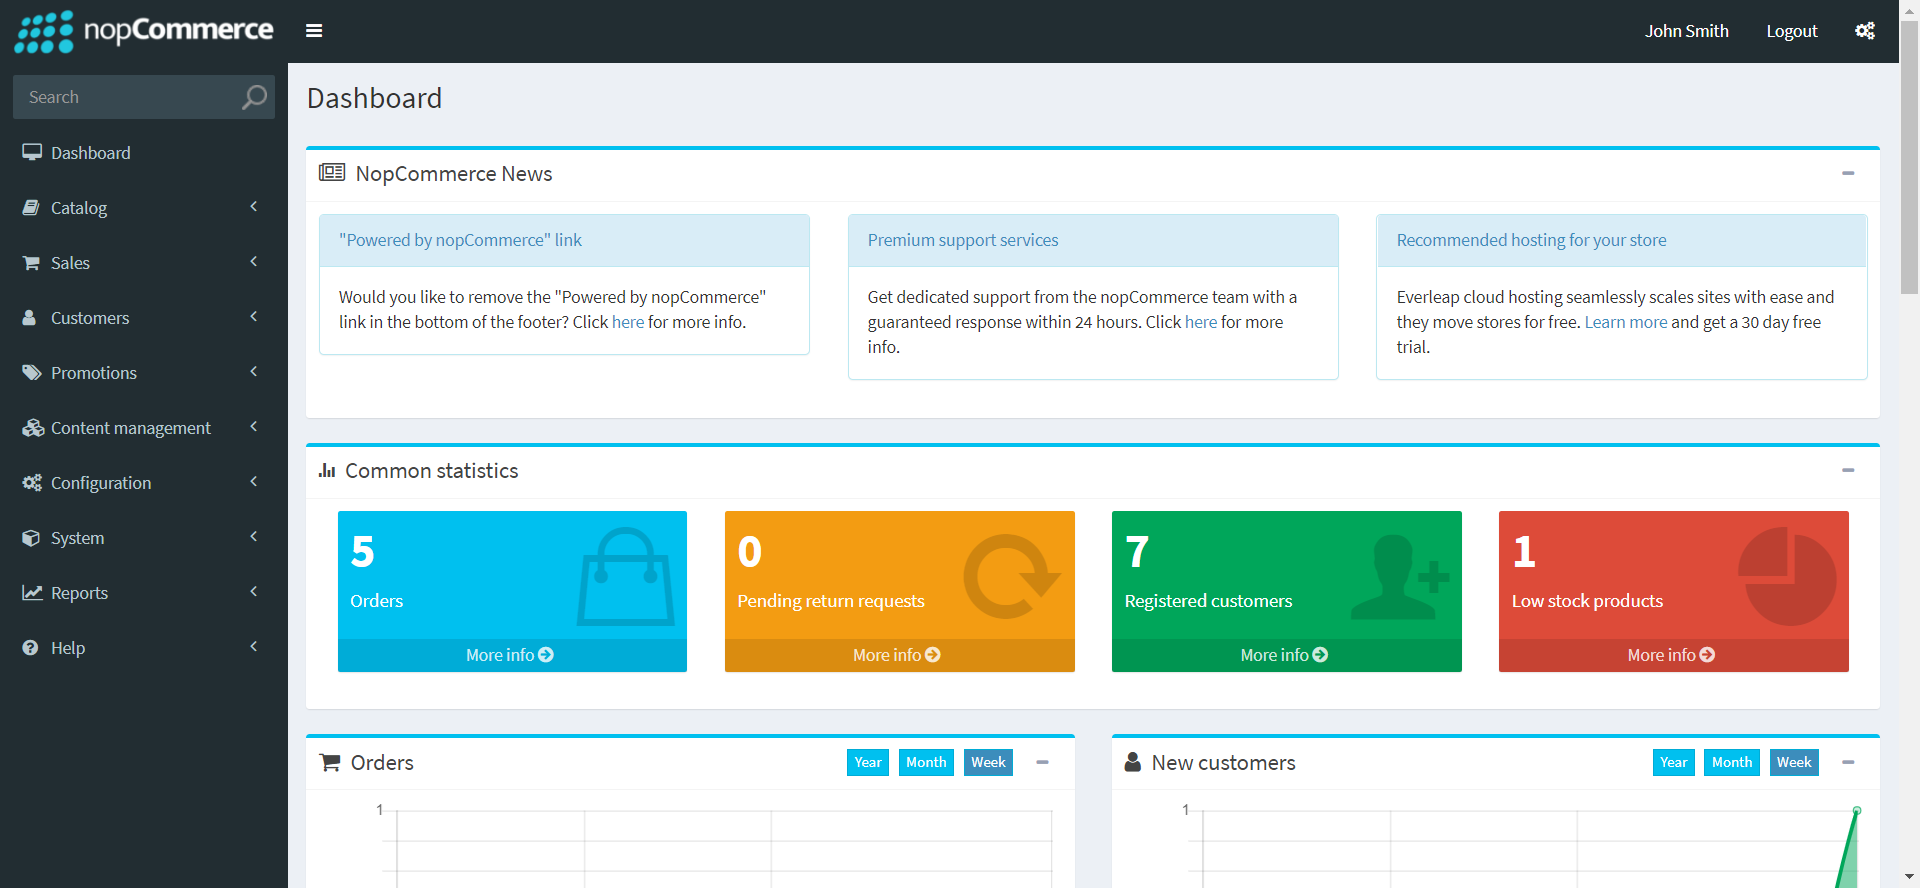 nopCommerce
John Smith
Logout
Search
Dashboard
Catalog
Sales
Customers
Promotions
Content management
Configuration
System
Reports
Help
Dashboard
NopCommerce News
"Powered by nopCommerce" link
Would you like to remove the "Powered by nopCommerce"
link in the bottom of the footer? Click here for more info.
Premium support services
Get dedicated support from the nopCommerce team with a
guaranteed response within 24 hours. Click here for more
info.
Recommended hosting for your store
Everleap cloud hosting seamlessly scales sites with ease and
they move stores for free. Learn more and get a 30 day free
trial.
Common statistics
5
Orders
More info
0
Pending return requests
More info
7
Registered customers
More info
1
Low stock products
More info
Orders
Year
Month
Week
1
New customers
Year
Month
Week
1